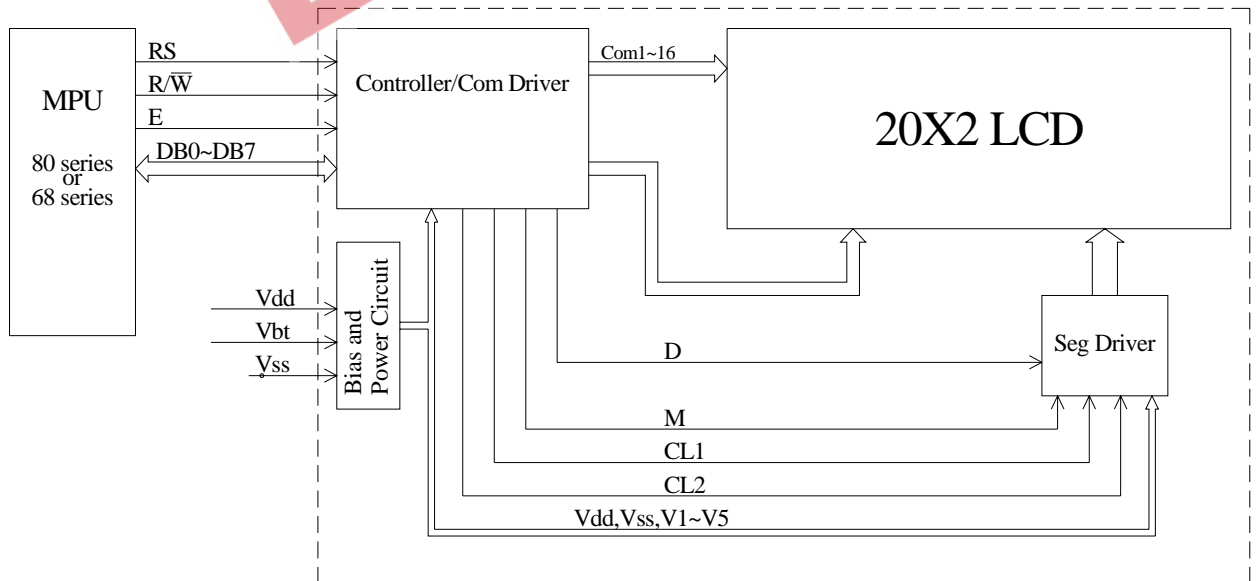 MPU
80 series
or
68 series
RS
R/W̅
E
DB0~DB7
Controller/Com Driver
Com1~16
20X2 LCD
Vdd
Vbt
Vss
Bias and
Power Circuit
Seg Driver
D
M
CL1
CL2
Vdd,Vss,V1~V5